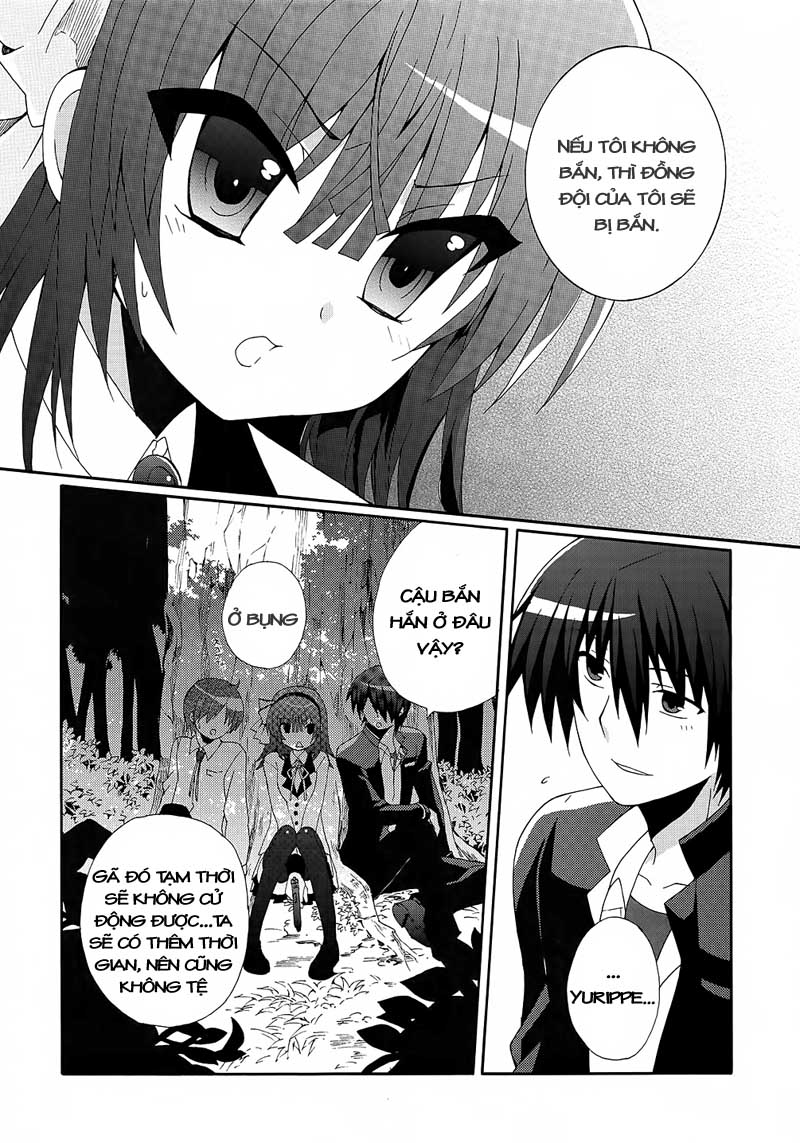 NẾU TÔI KHÔNG
BẮN, THÌ ĐỒNG
ĐỘI CỦA TÔI SẼ
BỊ BẮN.
...
YURIPPE...
CẬU BẮN
HẮN Ở ĐÂU
VẬY?
Ở BỤNG
GÃ ĐÓ TẠM THỜI
SẼ KHÔNG CỬ
ĐỘNG ĐƯỢC...TA
SẼ CÓ THÊM THỜI
GIAN, NÊN CŨNG
KHÔNG TỆ